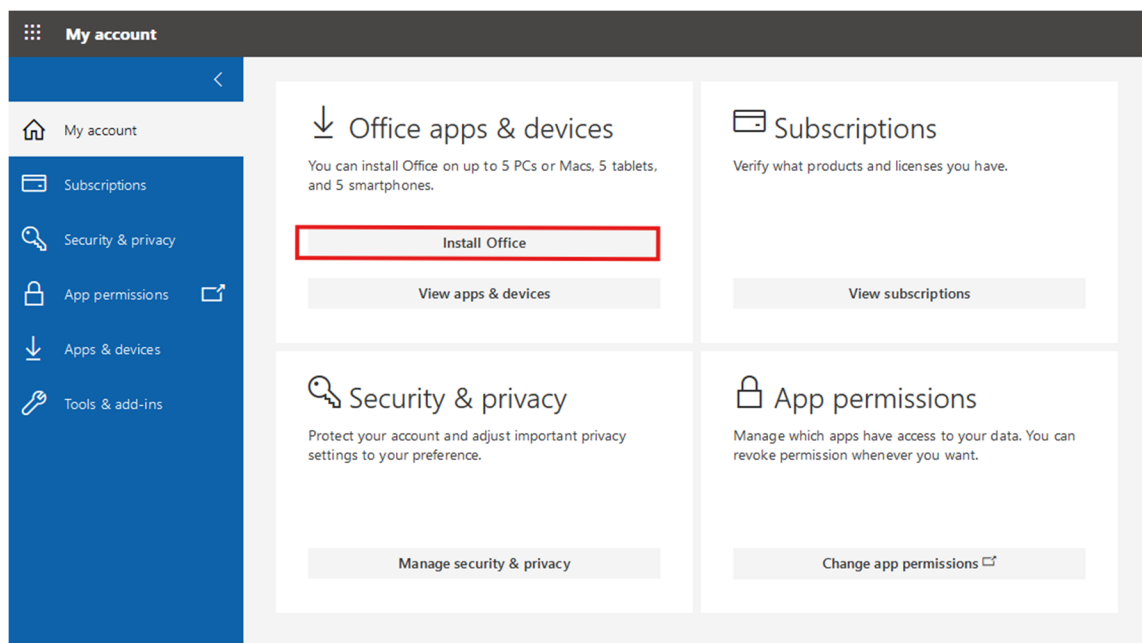 My account
My account
Subscriptions
Security & privacy
App permissions
Apps & devices
Tools & add-ins
Office apps & devices
You can install Office on up to 5 PCs or Macs, 5 tablets,
and 5 smartphones.
Install Office
View apps & devices
Subscriptions
Verify what products and licenses you have.
View subscriptions
Security & privacy
Protect your account and adjust important privacy
settings to your preference.
Manage security & privacy
App permissions
Manage which apps have access to your data. You can
revoke permission whenever you want.
Change app permissions